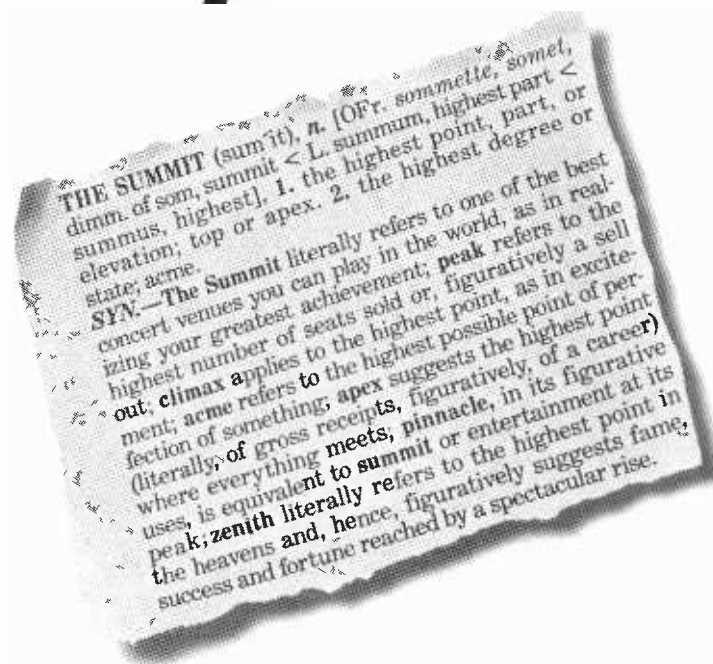 THE SUMMIT (sum'it), n. [OFr. sommette, somet,
dimm. of som, summit < L. summum, highest part <
summus, highest], 1. the highest point, part, or
elevation; top or apex. 2. the highest degree or
state; acme.
SYN.—The Summit literally refers to one of the best
concert venues you can play in the world, as in real-
izing your greatest achievement; peak refers to the
highest number of seats sold or, figuratively a sell
out; climax applies to the highest point, as in excite-
ment; acme refers to the highest possible point of per-
fection of something; apex suggests the highest point
(literally, of gross receipts, figuratively, of a career)
where everything meets; pinnacle, in its figurative
uses, is equivalent to summit or entertainment at its
peak; zenith literally refers to the highest point in
the heavens and, hence, figuratively suggests fame,
success and fortune reached by a spectacular rise.